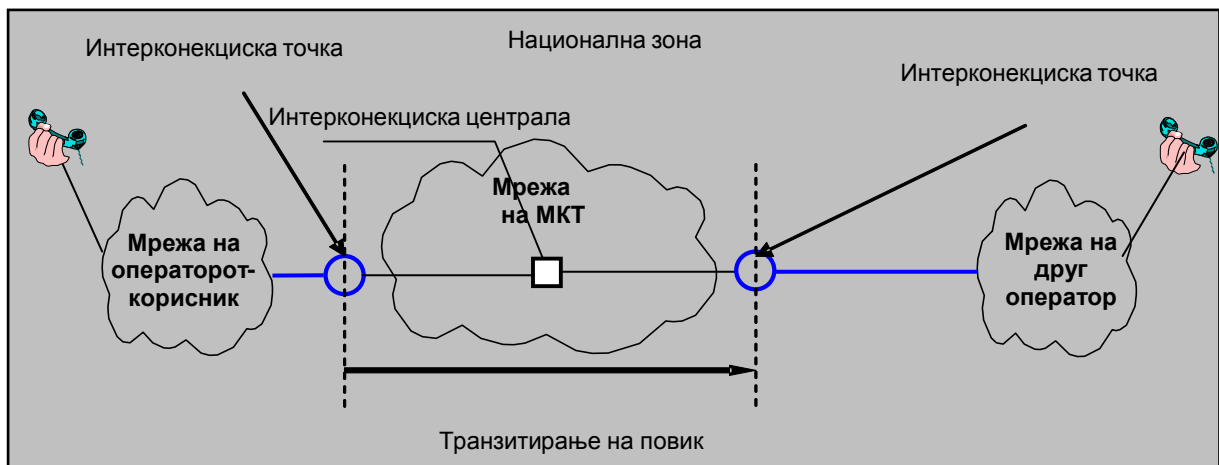 Национална зона
Интерконекциска точка
Интерконекциска точка
Интерконекциска централа
Мрежа
на МКТ
Мрежа на
операторот-
корисник
Мрежа на
друг
оператор
Транзитирање на повик